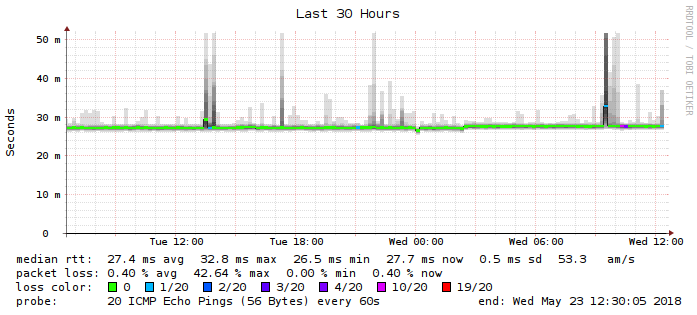 Last 30 Hours
RRDTOOL / TOBI OETIKER
Seconds
50 m
40 m
30 m
20 m
10 m
0
Tue 12:00 Tue 18:00 Wed 00:00 Wed 06:00 Wed 12:00
median rtt: 27.4 ms avg 32.8 ms max 26.5 ms min 27.7 ms now 0.5 ms sd 53.3 am/s
packet loss: 0.40 % avg 42.64 % max 0.00 % min 0.40 % now
loss color: 0 1/20 2/20 3/20 4/20 10/20 19/20
probe: 20 ICMP Echo Pings (56 Bytes) every 60s end: Wed May 23 12:30:05 2018